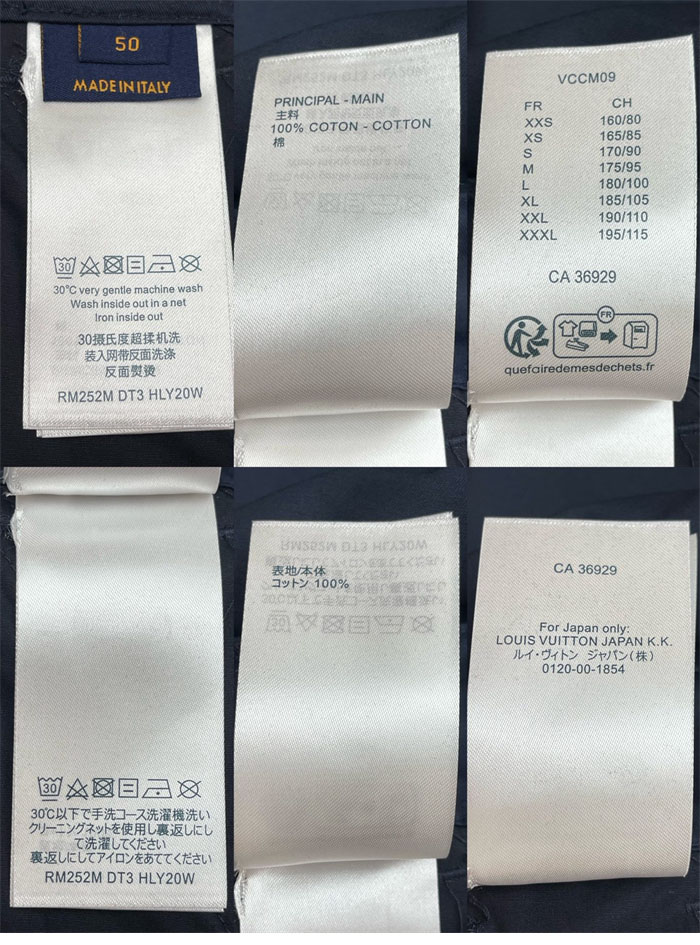 50
MADE IN ITALY
30
30°C very gentle machine wash
Wash inside out in a net
Iron inside out
30摄氏度超揉机洗
装入网带反面洗涤
反面熨烫
RM252M DT3 HLY20W
PRINCIPAL - MAIN
主料
100% COTON - COTTON
棉
VCCM09
FR CH
XXS 160/80
XS 165/85
S 170/90
M 175/95
L 180/100
XL 185/105
XXL 190/110
XXXL 195/115
CA 36929
FR
quefairedemesdechets.fr
30
30℃以下で手洗コース洗濯機洗い
クリーニングネットを使用し裏返しにし
て洗濯してください
裏返しにしてアイロンをあててください
RM252M DT3 HLY20W
RM252M DT3 HLY20W
表地/本体
コットン 100%
CA 36929
For Japan only:
LOUIS VUITTON JAPAN K.K.
ルイ・ヴィトン ジャパン(株)
0120-00-1854